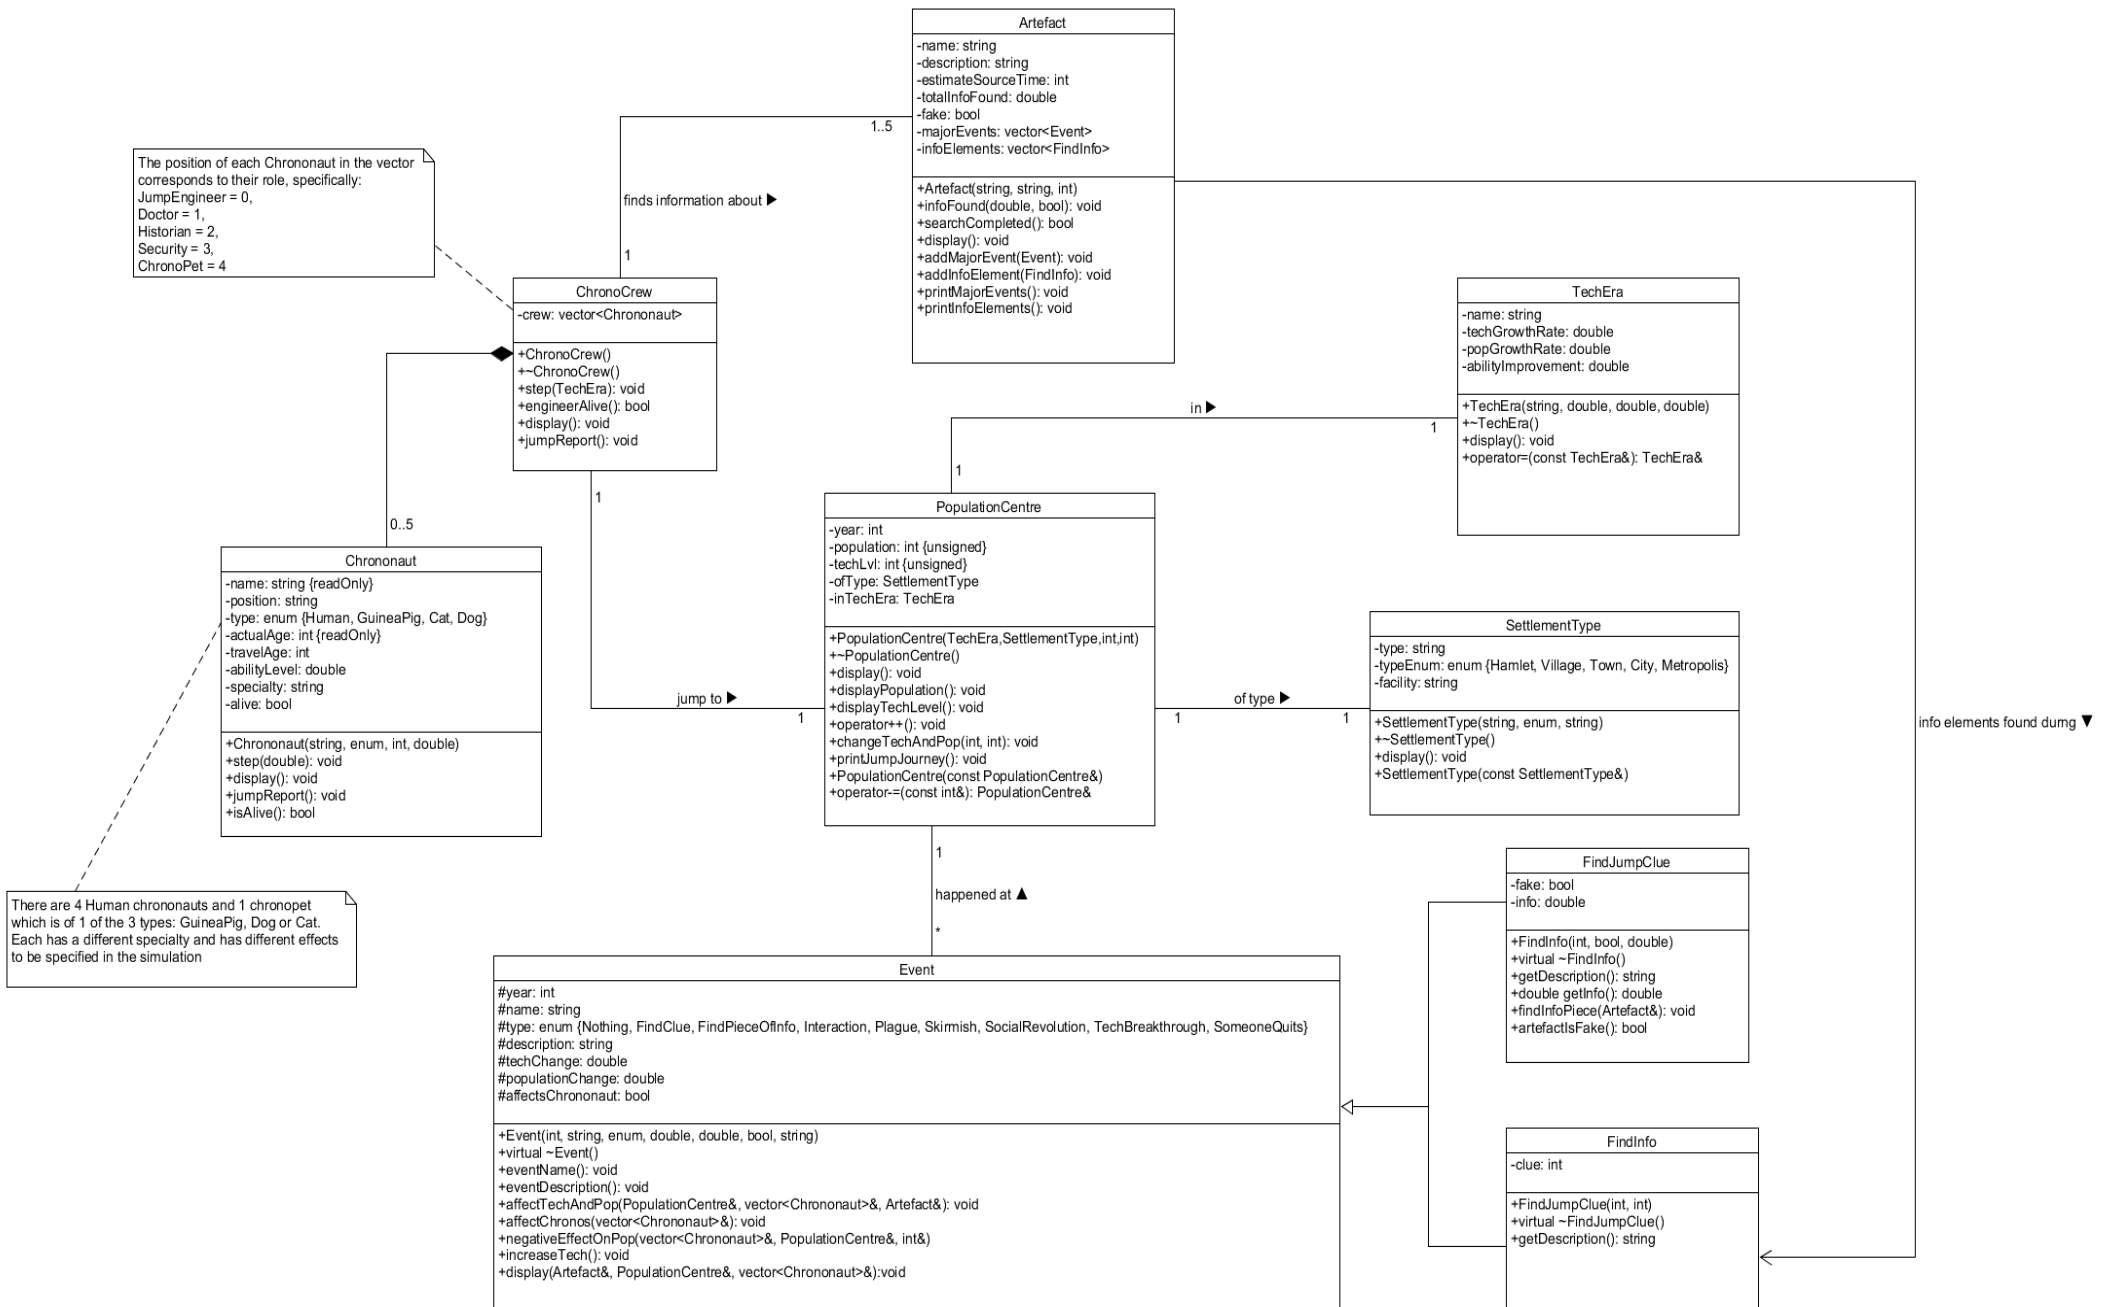 Artefact
-name: string
-description: string
-estimateSourceTime: int
-totalInfoFound: double
-fake: bool
-majorEvents: vector<Event>
-infoElements: vector<FindInfo>
+Artefact(string, string, int)
+infoFound(double, bool): void
+searchCompleted(): bool
+display(): void
+addMajorEvent(Event): void
+addInfoElement(FindInfo): void
+printMajorEvents(): void
+printInfoElements(): void
1..5
finds information about ▶
1
The position of each Chrononaut in the vector
corresponds to their role, specifically:
JumpEngineer = 0,
Doctor = 1,
Historian = 2,
Security = 3,
ChronoPet = 4
ChronoCrew
-crew: vector<Chrononaut>
+ChronoCrew()
+~ChronoCrew()
+step(TechEra): void
+engineerAlive(): bool
+display(): void
+jumpReport(): void
TechEra
-name: string
-techGrowthRate: double
-popGrowthRate: double
-abilityImprovement: double
+TechEra(string, double, double, double)
+~TechEra()
+display(): void
+operator=(const TechEra&): TechEra&
in ▶
1
1
1
0..5
Chrononaut
-name: string {readOnly}
-position: string
-type: enum {Human, GuineaPig, Cat, Dog}
-actualAge: int {readOnly}
-travelAge: int
-abilityLevel: double
-specialty: string
-alive: bool
+Chrononaut(string, enum, int, double)
+step(double): void
+display(): void
+jumpReport(): void
+isAlive(): bool
PopulationCentre
-year: int
-population: int {unsigned}
-techLvl: int {unsigned}
-ofType: SettlementType
-inTechEra: TechEra
+PopulationCentre(TechEra,SettlementType,int,int)
+~PopulationCentre()
+display(): void
+displayPopulation(): void
+displayTechLevel(): void
+operator++(): void
+changeTechAndPop(int, int): void
+printJumpJourney(): void
+PopulationCentre(const PopulationCentre&)
+operator-=(const int&): PopulationCentre&
jump to ▶
1
of type ▶
1
1
SettlementType
-type: string
-typeEnum: enum {Hamlet, Village, Town, City, Metropolis}
-facility: string
+SettlementType(string, enum, string)
+~SettlementType()
+display(): void
+SettlementType(const SettlementType&)
info elements found durng ▼
There are 4 Human chrononauts and 1 chronopet
which is of 1 of the 3 types: GuineaPig, Dog or Cat.
Each has a different specialty and has different effects
to be specified in the simulation
1
happened at ▲
*
FindJumpClue
-fake: bool
-info: double
+FindInfo(int, bool, double)
+virtual ~FindInfo()
+getDescription(): string
+double getInfo(): double
+findInfoPiece(Artefact&): void
+artefactIsFake(): bool
Event
#year: int
#name: string
#type: enum {Nothing, FindClue, FindPieceOfInfo, Interaction, Plague, Skirmish, SocialRevolution, TechBreakthrough, SomeoneQuits}
#description: string
#techChange: double
#populationChange: double
#affectsChrononaut: bool
+Event(int, string, enum, double, double, bool, string)
+virtual ~Event()
+eventName(): void
+eventDescription(): void
+affectTechAndPop(PopulationCentre&, vector<Chrononaut>&, Artefact&): void
+affectChronos(vector<Chrononaut>&): void
+negativeEffectOnPop(vector<Chrononaut>&, PopulationCentre&, int&)
+increaseTech(): void
+display(Artefact&, PopulationCentre&, vector<Chrononaut>&):void
FindInfo
-clue: int
+FindJumpClue(int, int)
+virtual ~FindJumpClue()
+getDescription(): string